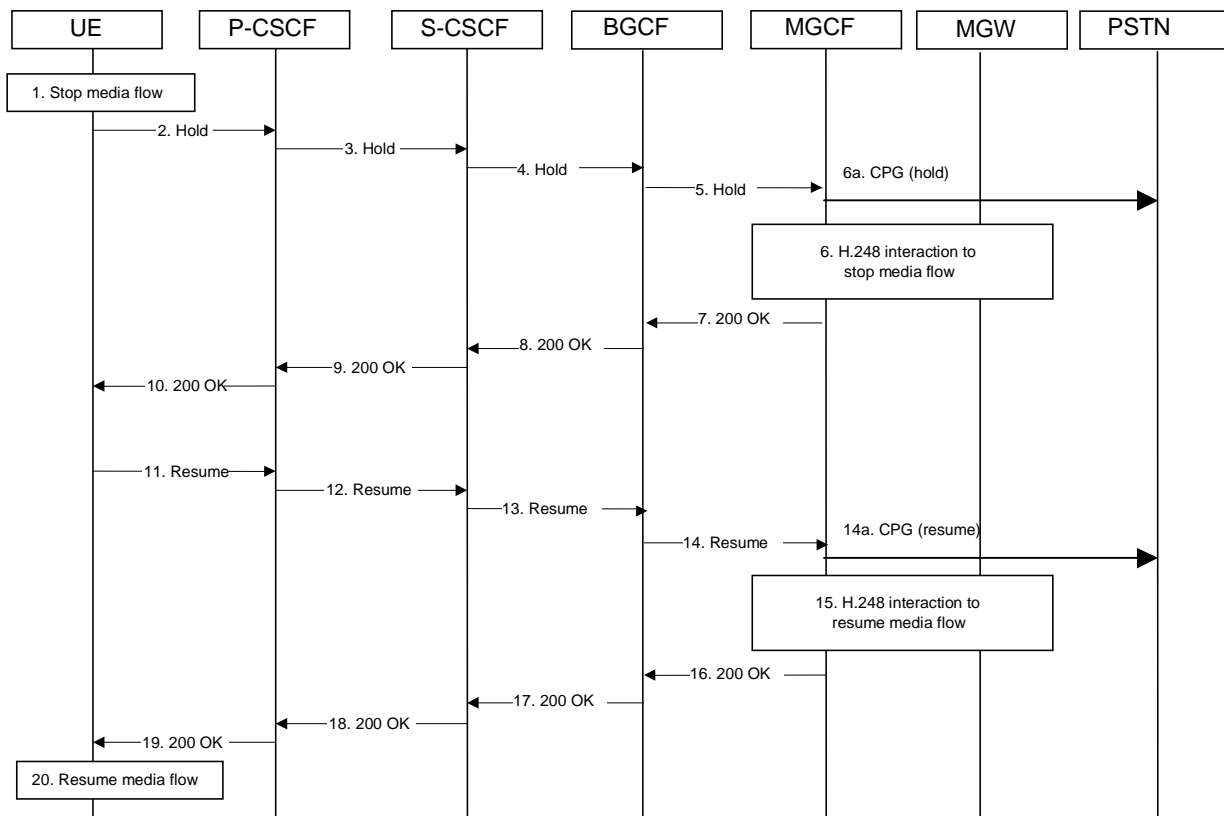 UE
P-CSCF
S-CSCF
BGCF
MGCF
MGW
PSTN
1. Stop media flow
2. Hold
3. Hold
4. Hold
5. Hold
6a. CPG (hold)
6. H.248 interaction to
stop media flow
7. 200 OK
8. 200 OK
9. 200 OK
10. 200 OK
11. Resume
12. Resume
13. Resume
14. Resume
14a. CPG (resume)
15. H.248 interaction to
resume media flow
16. 200 OK
17. 200 OK
18. 200 OK
19. 200 OK
20. Resume media flow